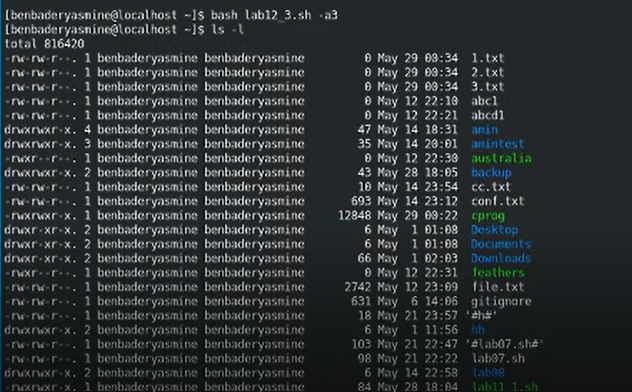 [benbaderyasmine@localhost ~]$ bash lab12_3.sh -a3
[benbaderyasmine@localhost ~]$ ls -l
total 816420
-rw-rw-r--. 1 benbaderyasmine benbaderyasmine 0 May 29 00:34 1.txt
-rw-rw-r--. 1 benbaderyasmine benbaderyasmine 0 May 29 00:34 2.txt
-rw-rw-r--. 1 benbaderyasmine benbaderyasmine 0 May 29 00:34 3.txt
-rw-rw-r--. 1 benbaderyasmine benbaderyasmine 0 May 12 22:10 abc1
-rw-rw-r--. 1 benbaderyasmine benbaderyasmine 0 May 12 22:21 abcd1
drwxrwxr-x. 4 benbaderyasmine benbaderyasmine 47 May 14 18:31 amin
drwxrwxr-x. 3 benbaderyasmine benbaderyasmine 35 May 14 20:01 amintest
-rwxr--r--. 1 benbaderyasmine benbaderyasmine 0 May 12 22:30 australia
drwxrwxr-x. 2 benbaderyasmine benbaderyasmine 43 May 28 18:05 backup
-rw-rw-r--. 1 benbaderyasmine benbaderyasmine 10 May 14 23:54 cc.txt
-rw-rw-r--. 1 benbaderyasmine benbaderyasmine 693 May 14 23:12 conf.txt
-rwxrwxr-x. 1 benbaderyasmine benbaderyasmine 12848 May 29 00:22 cprog
drwxr-xr-x. 2 benbaderyasmine benbaderyasmine 6 May 1 01:08 Desktop
drwxr-xr-x. 2 benbaderyasmine benbaderyasmine 6 May 1 01:08 Documents
drwxr-xr-x. 2 benbaderyasmine benbaderyasmine 66 May 1 02:03 Downloads
-rwxr--r--. 1 benbaderyasmine benbaderyasmine 0 May 12 22:31 feathers
-rw-rw-r--. 1 benbaderyasmine benbaderyasmine 2742 May 12 23:09 file.txt
-rw-rw-r--. 1 benbaderyasmine benbaderyasmine 631 May 6 14:06 gitignore
-rw-rw-r--. 1 benbaderyasmine benbaderyasmine 18 May 21 23:57 '#h#'
drwxrwxr-x. 2 benbaderyasmine benbaderyasmine 6 May 1 11:56 hh
-rw-rw-r--. 1 benbaderyasmine benbaderyasmine 103 May 21 22:47 '#lab07.sh#'
-rw-rw-r--. 1 benbaderyasmine benbaderyasmine 98 May 21 22:22 lab07.sh
drwxrwxr-x. 2 benbaderyasmine benbaderyasmine 6 May 14 22:58 lab08
-rwxrwxr-x. 1 benbaderyasmine benbaderyasmine 84 May 28 18:04 lab11_1.sh